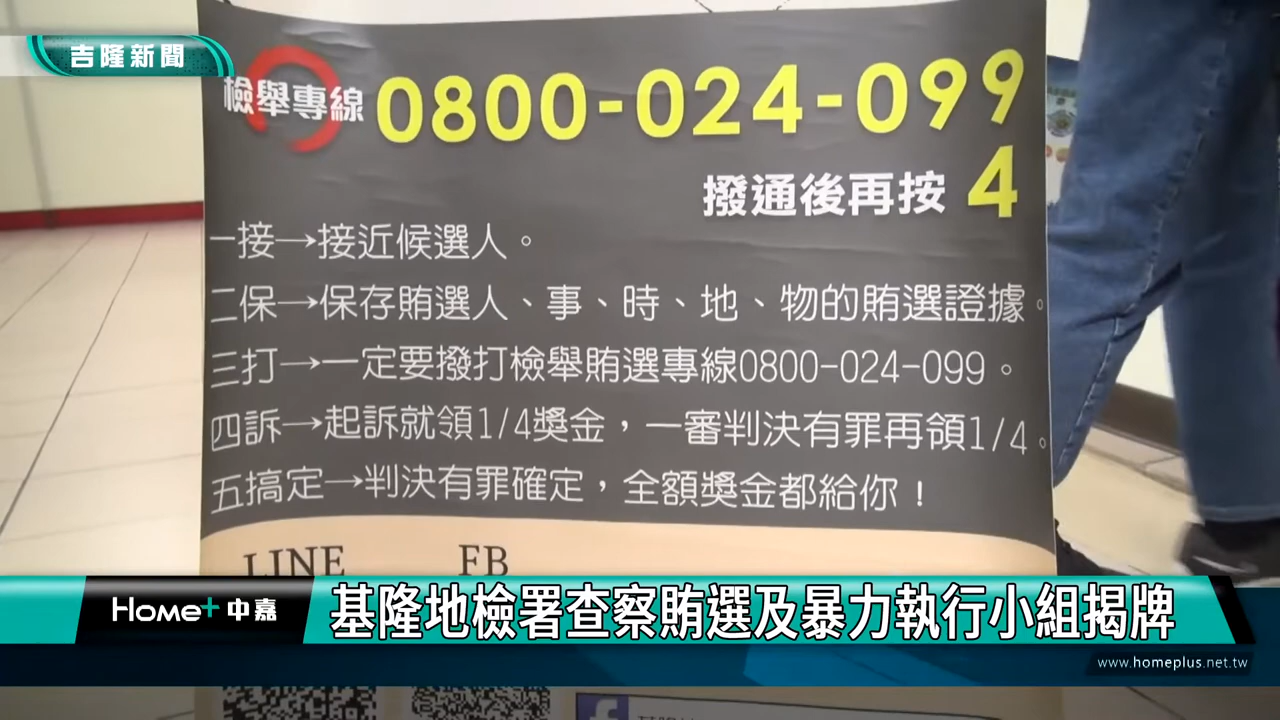 吉隆新聞
檢舉專線 0800-024-099
撥通後再按 4
一接→接近候選人。
二保→保存賄選人、事、時、地、物的賄選證據。
三打→一定要撥打檢舉賄選專線0800-024-099。
四訴→起訴就領1/4獎金，一審判決有罪再領1/4。
五搞定→判決有罪確定，全額獎金都給你！
LINE FB
Home+ 中嘉
基隆地檢署查察賄選及暴力執行小組揭牌
www.homeplus.net.tw